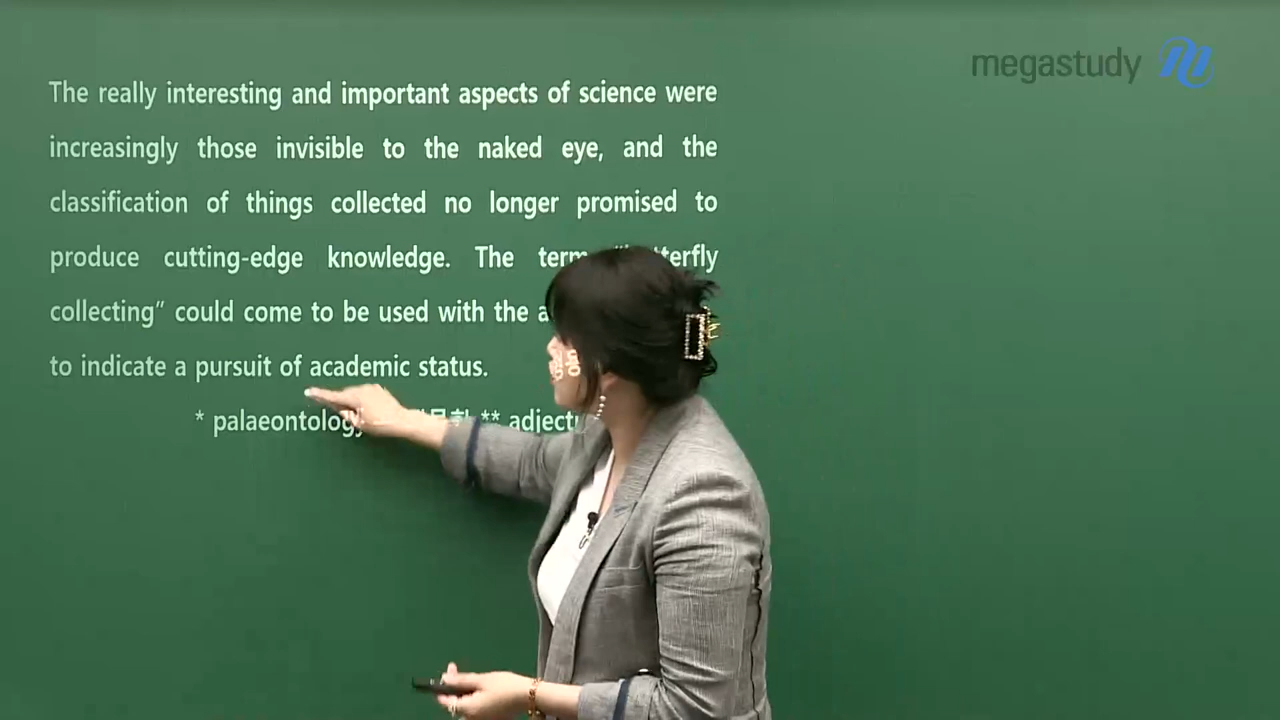 megastudy
The really interesting and important aspects of science were
increasingly those invisible to the naked eye, and the
classification of things collected no longer promised to
produce cutting-edge knowledge. The term
collecting” could come to be used with the
to indicate a pursuit of academic status.
* palaeontology **